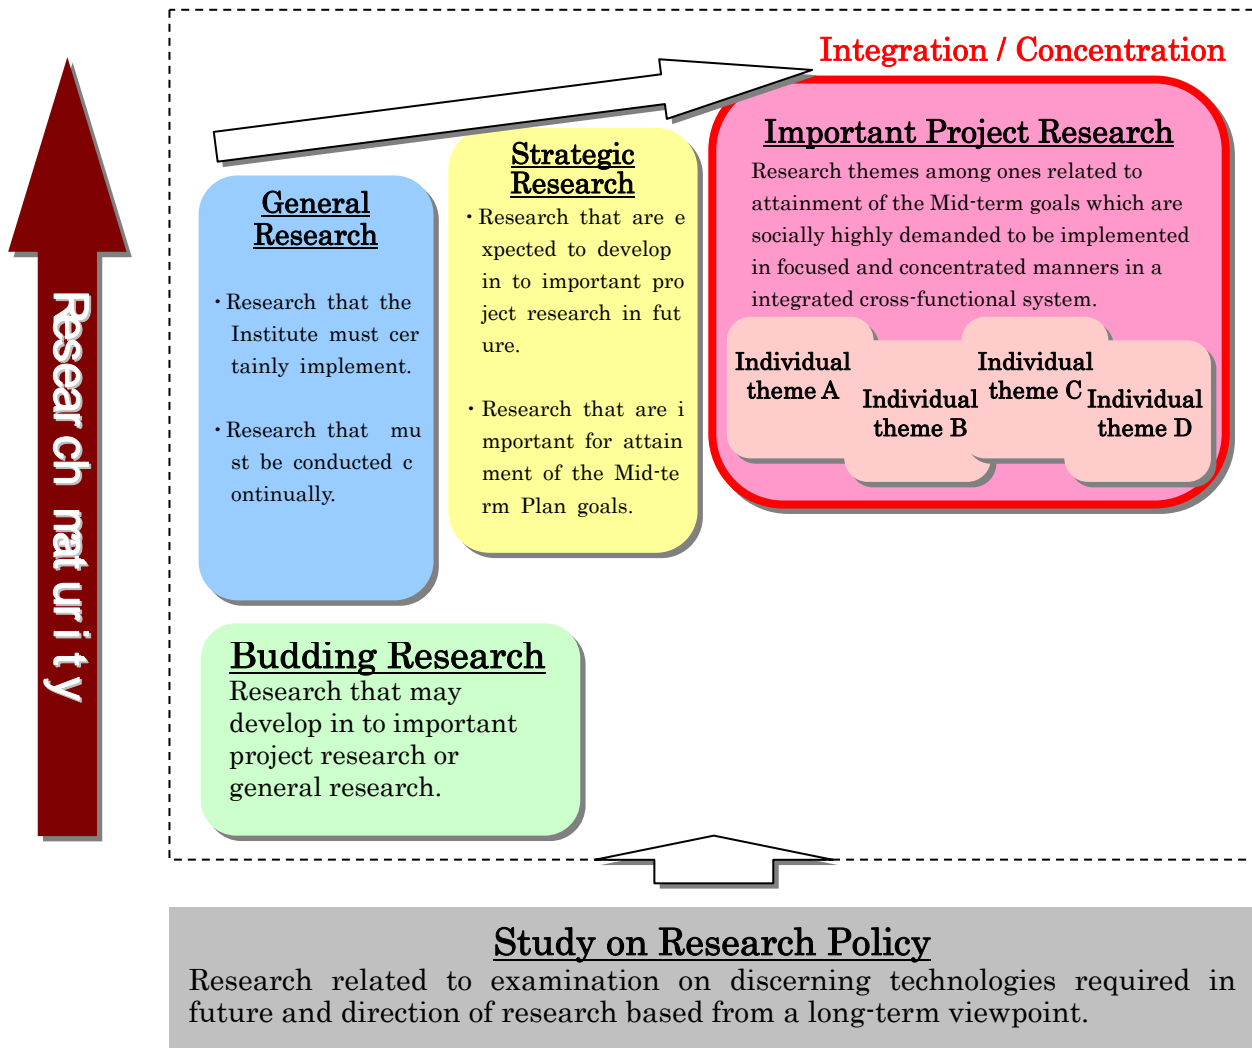 Integration / Concentration
Research maturity
General
Research
・Research that the
Institute must cer
tainly implement.
・Research that mu
st be conducted c
ontinually.
Strategic
Research
・Research that are e
xpected to develop
in to important pro
ject research in fut
ure.
・Research that are i
mportant for attain
ment of the Mid-te
rm Plan goals.
Important Project Research
Research themes among ones related to
attainment of the Mid-term goals which are
socially highly demanded to be implemented
in focused and concentrated manners in a
integrated cross-functional system.
Individual
theme A
Individual
theme B
Individual
theme C
Individual
theme D
Budding Research
Research that may
develop in to important
project research or
general research.
Study on Research Policy
Research related to examination on discerning technologies required in
future and direction of research based from a long-term viewpoint.